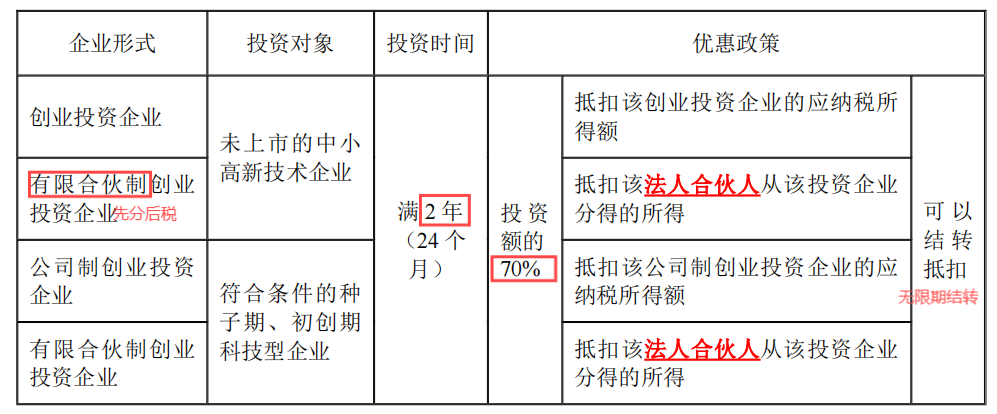 企业形式
投资对象
投资时间
优惠政策
创业投资企业
未上市的中小
高新技术企业
满 2 年
（24 个
月）
投 资
额的
70%
抵扣该创业投资企业的应纳税所
得额
可 以
结 转
抵扣
无限期结转
有限合伙制创业
投资企业先分后税
抵扣该法人合伙人从该投资企业
分得的所得
公司制创业投资
企业
符合条件的种
子期、初创期
科技型企业
抵扣该公司制创业投资企业的应
纳税所得额
有限合伙制创业
投资企业
抵扣该法人合伙人从该投资企业
分得的所得